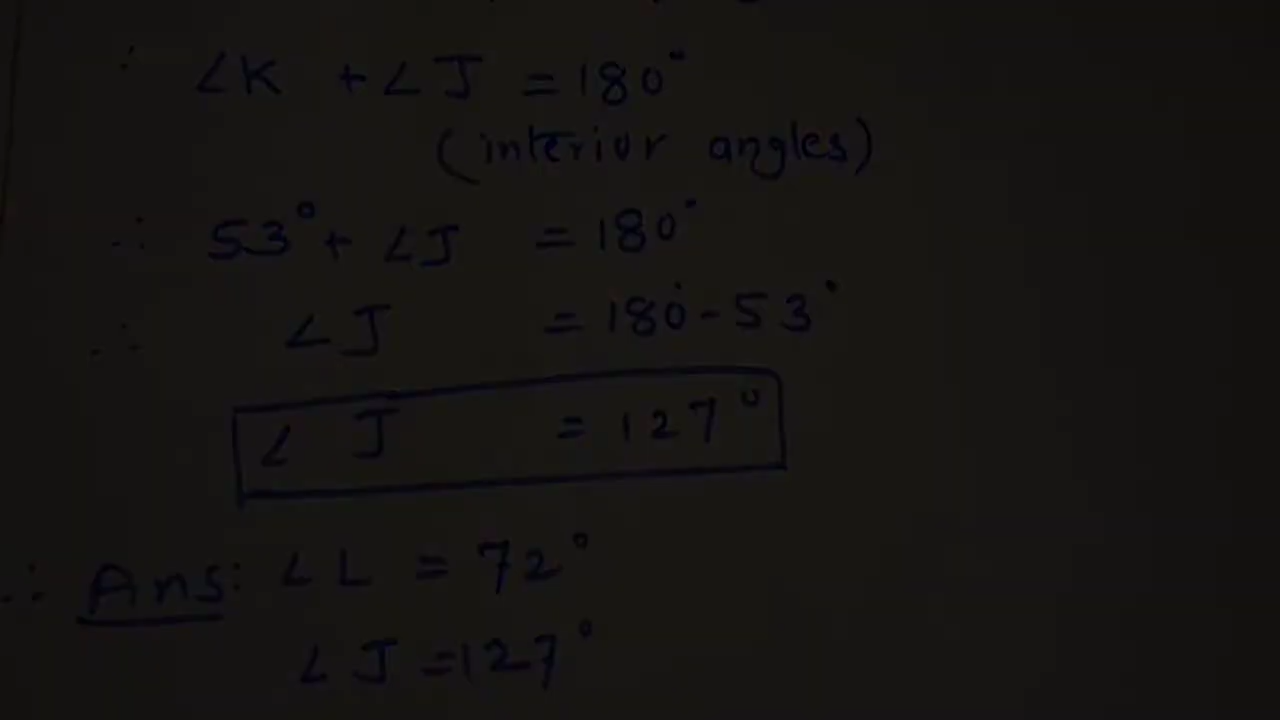 ∴ ∠K + ∠J = 180°
(interior angles)
∴ 53° + ∠J = 180°
∴ ∠J = 180° - 53°
∠J = 127°
∴ Ans: ∠L = 72°
∠J = 127°